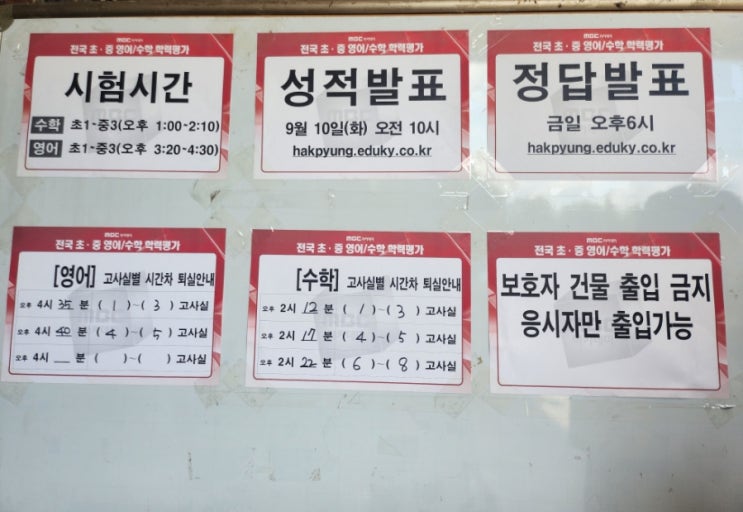 MBC
전국 초·중 영어/수학 학력평가
시험시간
수학 초1~중3(오후 1:00~2:10)
영어 초1~중3(오후 3:20~4:30)
MBC
전국 초·중 영어/수학 학력평가
성적발표
9월 10일(화) 오전 10시
hakpyung.eduky.co.kr
MBC
전국 초·중 영어/수학 학력평가
정답발표
금일 오후6시
hakpyung.eduky.co.kr
MBC
전국 초·중 영어/수학 학력평가
[영어] 고사실별 시간차 퇴실안내
오후 4시 35 분 ( 1 )~( 3 ) 고사실
오후 4시 40 분 ( 4 )~( 5 ) 고사실
오후 4시 __ 분 ( )~( ) 고사실
MBC
전국 초·중 영어/수학 학력평가
[수학] 고사실별 시간차 퇴실안내
오후 2시 12 분 ( 1 )~( 3 ) 고사실
오후 2시 17 분 ( 4 )~( 5 ) 고사실
오후 2시 22 분 ( 6 )~( 8 ) 고사실
MBC
전국 초·중 영어/수학 학력평가
보호자 건물 출입 금지
응시자만 출입가능